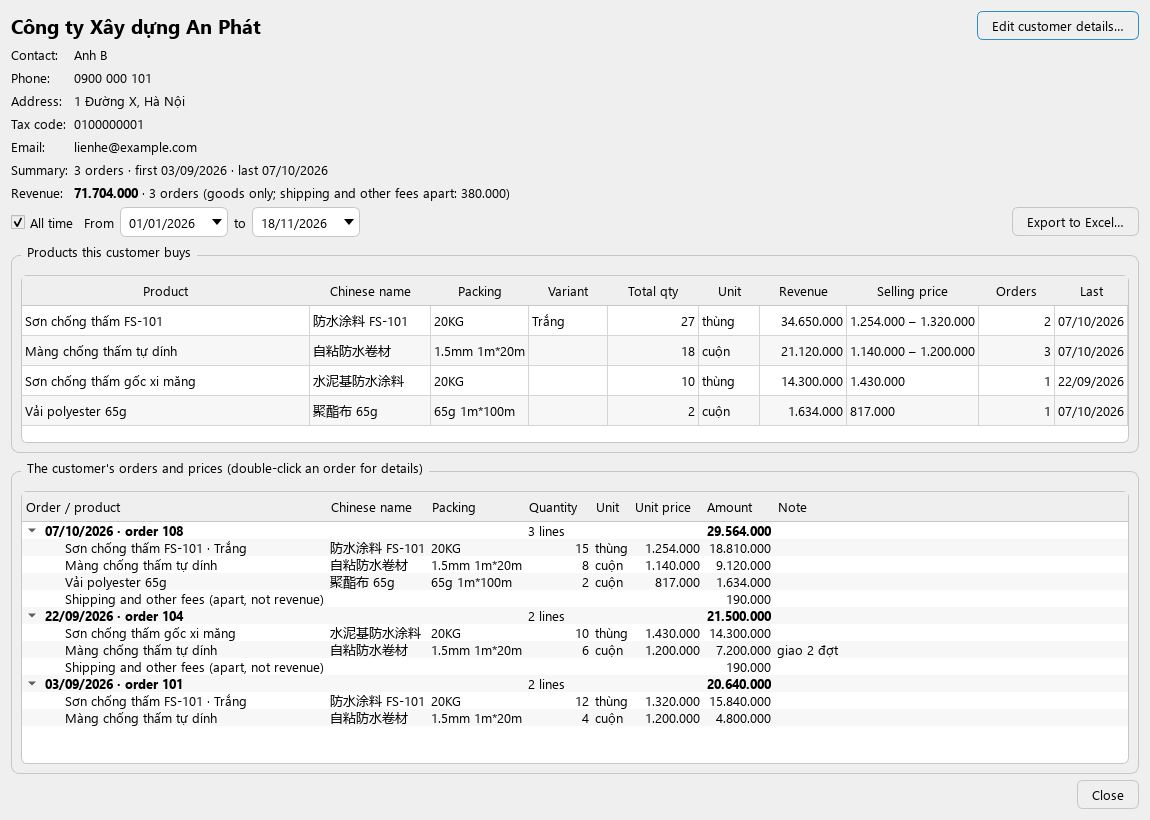 Công ty Xây dựng An Phát
Edit customer details...
Contact: Anh B
Phone: 0900 000 101
Address: 1 Đường X, Hà Nội
Tax code: 0100000001
Email: lienhe@example.com
Summary: 3 orders · first 03/09/2026 · last 07/10/2026
Revenue: 71.704.000 · 3 orders (goods only; shipping and other fees apart: 380.000)
All time From 01/01/2026 to 18/11/2026 Export to Excel...
Products this customer buys
Product Chinese name Packing Variant Total qty Unit Revenue Selling price Orders Last
Sơn chống thấm FS-101 防水涂料 FS-101 20KG Trắng 27 thùng 34.650.000 1.254.000 – 1.320.000 2 07/10/2026
Màng chống thấm tự dính 自粘防水卷材 1.5mm 1m*20m 18 cuộn 21.120.000 1.140.000 – 1.200.000 3 07/10/2026
Sơn chống thấm gốc xi măng 水泥基防水涂料 20KG 10 thùng 14.300.000 1.430.000 1 22/09/2026
Vải polyester 65g 聚酯布 65g 65g 1m*100m 2 cuộn 1.634.000 817.000 1 07/10/2026
The customer's orders and prices (double-click an order for details)
Order / product Chinese name Packing Quantity Unit Unit price Amount Note
07/10/2026 · order 108 3 lines 29.564.000
Sơn chống thấm FS-101 · Trắng 防水涂料 FS-101 20KG 15 thùng 1.254.000 18.810.000
Màng chống thấm tự dính 自粘防水卷材 1.5mm 1m*20m 8 cuộn 1.140.000 9.120.000
Vải polyester 65g 聚酯布 65g 65g 1m*100m 2 cuộn 817.000 1.634.000
Shipping and other fees (apart, not revenue) 190.000
22/09/2026 · order 104 2 lines 21.500.000
Sơn chống thấm gốc xi măng 水泥基防水涂料 20KG 10 thùng 1.430.000 14.300.000
Màng chống thấm tự dính 自粘防水卷材 1.5mm 1m*20m 6 cuộn 1.200.000 7.200.000 giao 2 đợt
Shipping and other fees (apart, not revenue) 190.000
03/09/2026 · order 101 2 lines 20.640.000
Sơn chống thấm FS-101 · Trắng 防水涂料 FS-101 20KG 12 thùng 1.320.000 15.840.000
Màng chống thấm tự dính 自粘防水卷材 1.5mm 1m*20m 4 cuộn 1.200.000 4.800.000
Close